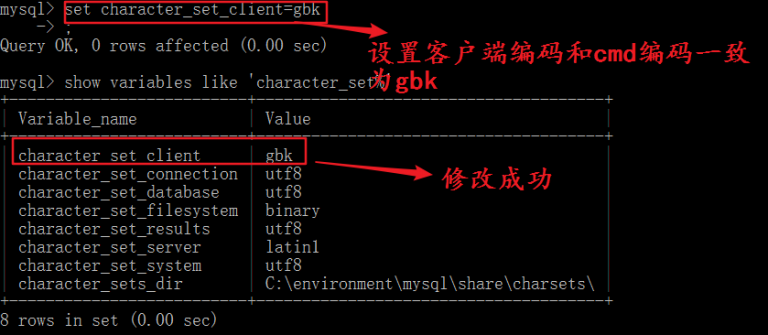 mysql> set character_set_client=gbk
-> ;
Query OK, 0 rows affected (0.00 sec)
设置客户端编码和cmd编码一致
为gbk
mysql> show variables like 'character_set%'
Variable_name Value
character_set_client gbk
character_set_connection utf8
修改成功
character_set_database utf8
character_set_filesystem binary
character_set_results utf8
character_set_server latin1
character_set_system utf8
character_sets_dir C:\environment\mysql\share\charsets\
8 rows in set (0.00 sec)